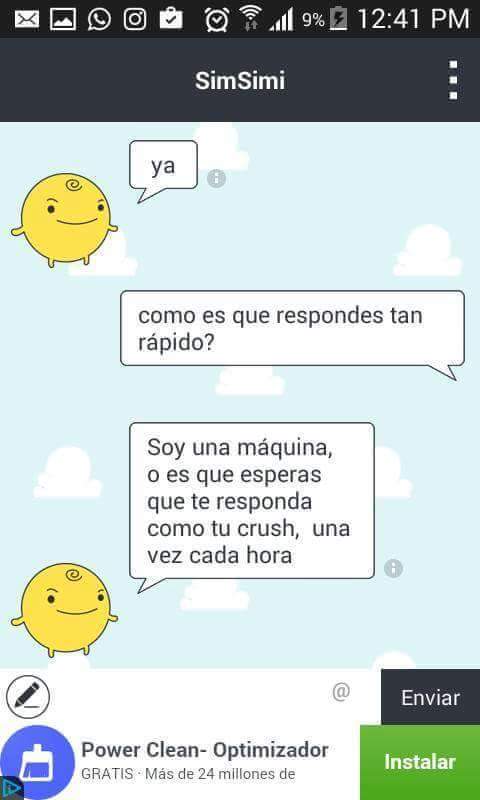 9% 12:41 PM
SimSimi
ya
como es que respondes tan
rápido?
Soy una máquina,
o es que esperas
que te responda
como tu crush, una
vez cada hora
@
Enviar
Power Clean- Optimizador
GRATIS · Más de 24 millones de
Instalar